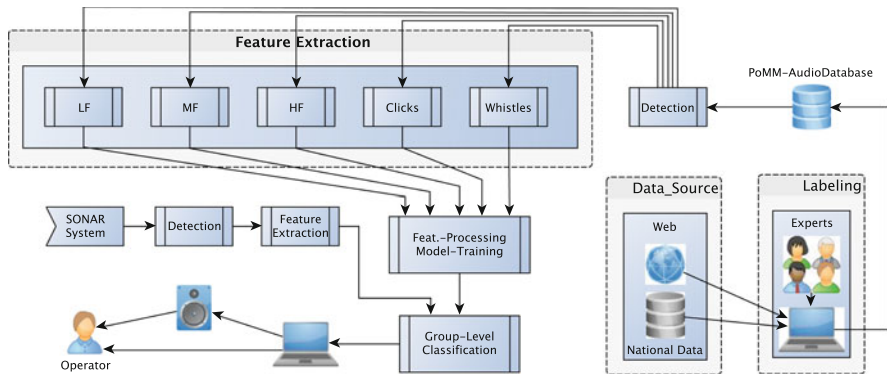 Feature Extraction
LF
MF
HF
Clicks
Whistles
Detection
PoMM-AudioDatabase
Data_Source
Labeling
Web
Experts
National Data
SONAR
System
Detection
Feature
Extraction
Feat.-Processing
Model-Training
Group-Level
Classification
Operator